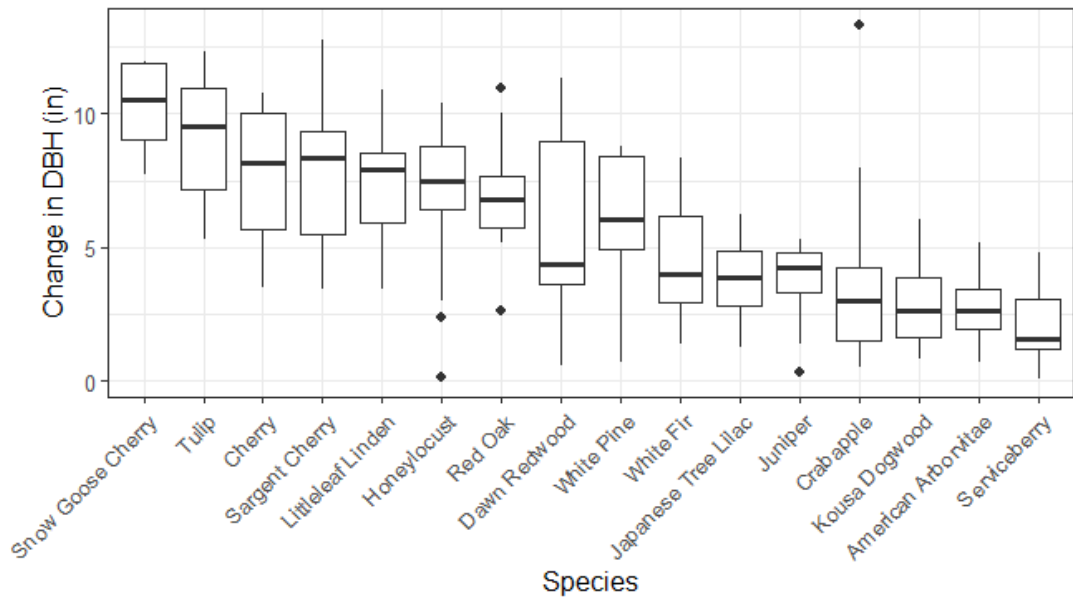 Change in DBH (in)
10
5
0
Snow Goose Cherry
Tulip
Cherry
Sargent Cherry
Littleleaf Linden
Honeylocust
Red Oak
Dawn Redwood
White Pine
White Fir
Japanese Tree Lilac
Juniper
Crabapple
Kousa Dogwood
American Arborvitae
Serviceberry
Species